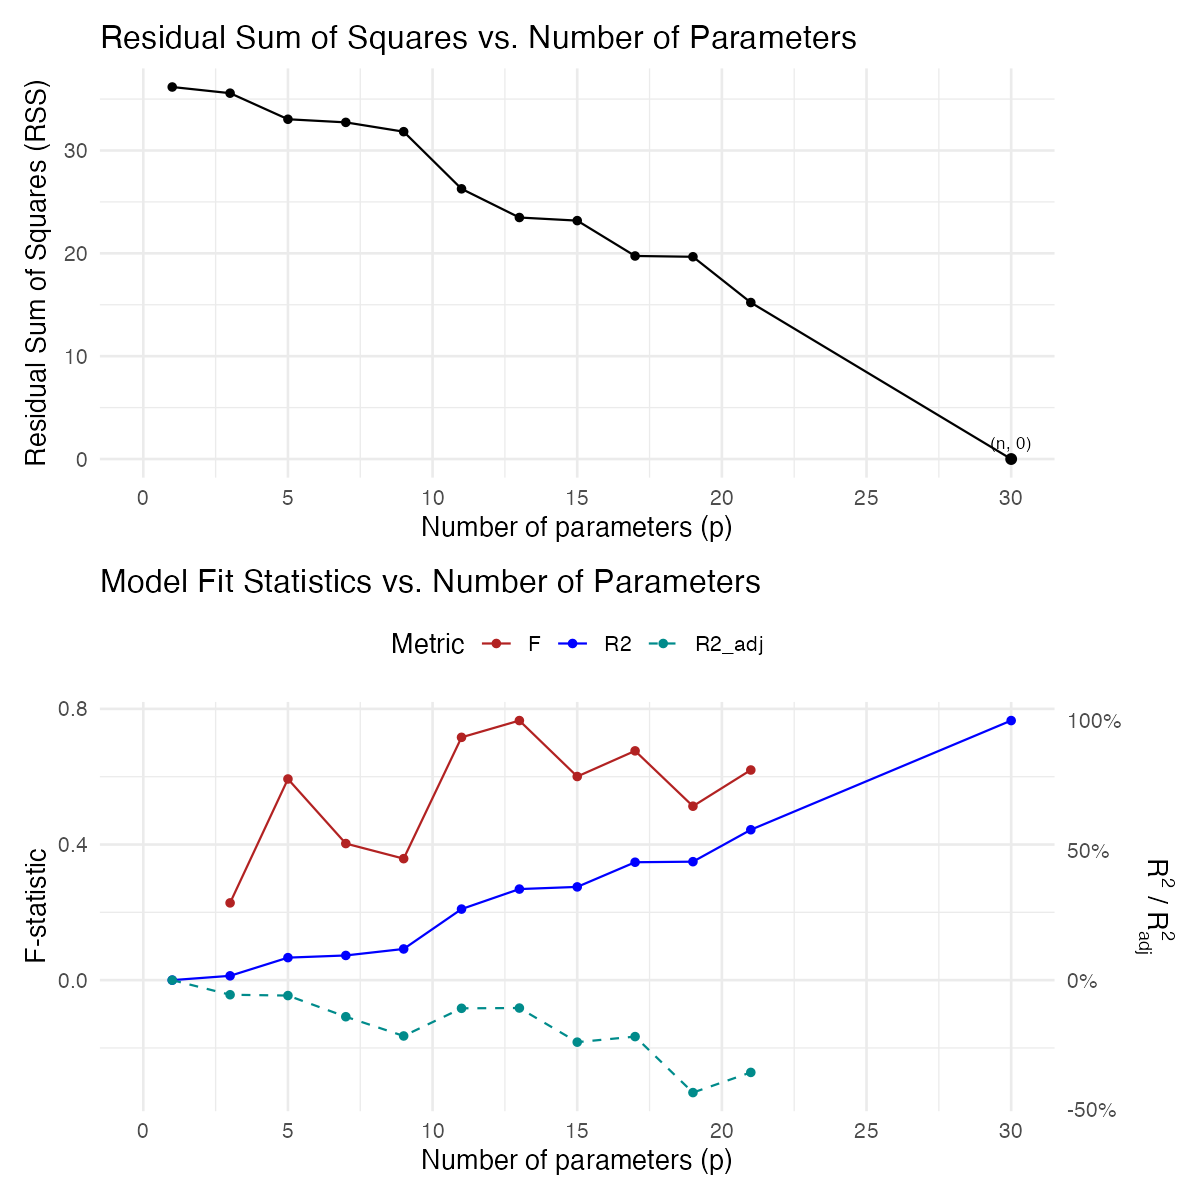 Residual Sum of Squares vs. Number of Parameters
Residual Sum of Squares (RSS)
30
20
10
0
(n, 0)
0 5 10 15 20 25 30
Number of parameters (p)
Model Fit Statistics vs. Number of Parameters
Metric F R2 R2_adj
F-statistic
0.8
0.4
0.0
100%
50%
0%
-50%
R² / R²adj
0 5 10 15 20 25 30
Number of parameters (p)